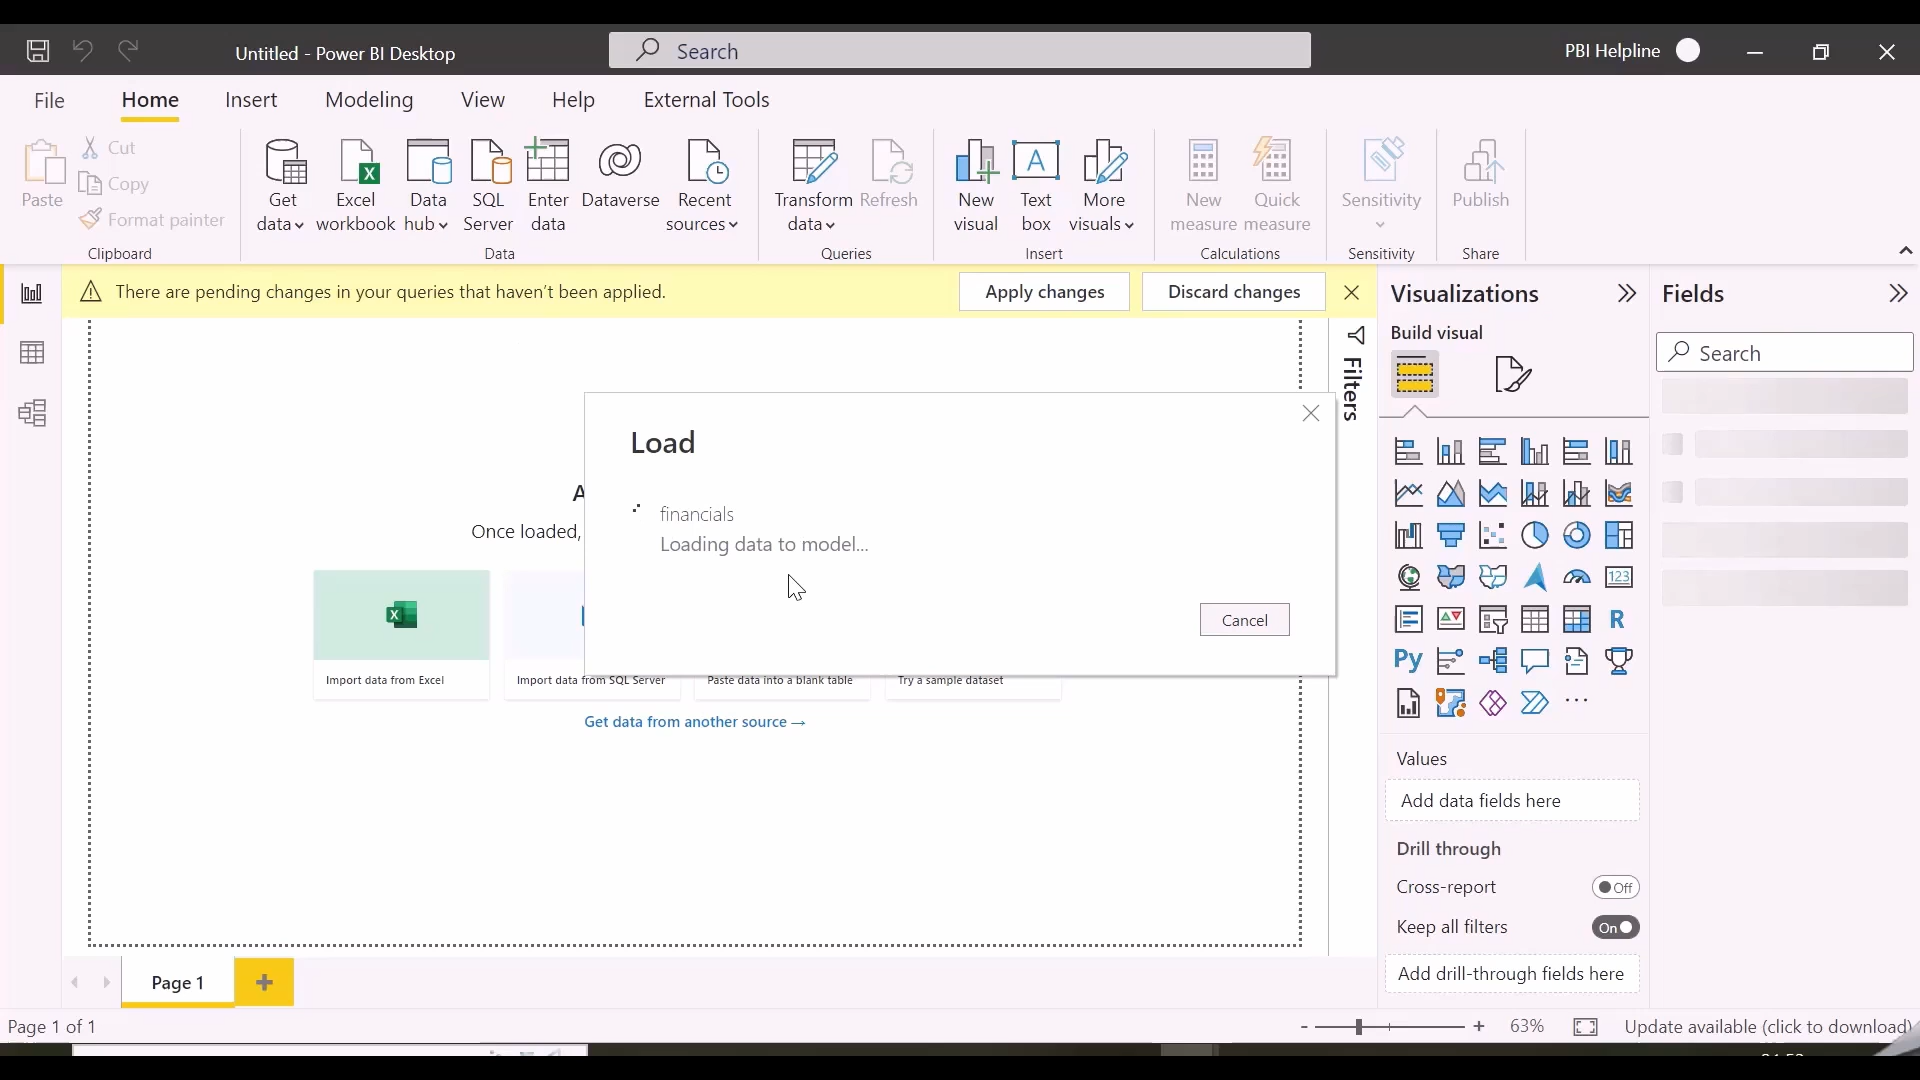 Untitled - Power BI Desktop
Search
PBI Helpline
File
Home
Insert
Modeling
View
Help
External Tools
Paste
Cut
Copy
Format painter
Clipboard
Get data
Excel workbook
Data hub
SQL Server
Enter data
Dataverse
Recent sources
Data
Transform data
Refresh
Queries
New visual
Text box
More visuals
Insert
New measure
Quick measure
Calculations
Sensitivity
Sensitivity
Publish
Share
There are pending changes in your queries that haven't been applied.
Apply changes
Discard changes
Filters
A
Once loaded,
Load
financials
Loading data to model...
Cancel
Import data from Excel
Import data from SQL Server
Paste data into a blank table
Try a sample dataset
Get data from another source →
Visualizations
Build visual
123
R
Py
Values
Add data fields here
Drill through
Cross-report
Off
Keep all filters
On
Add drill-through fields here
Fields
Search
Page 1
Page 1 of 1
- + 63%
Update available (click to download)